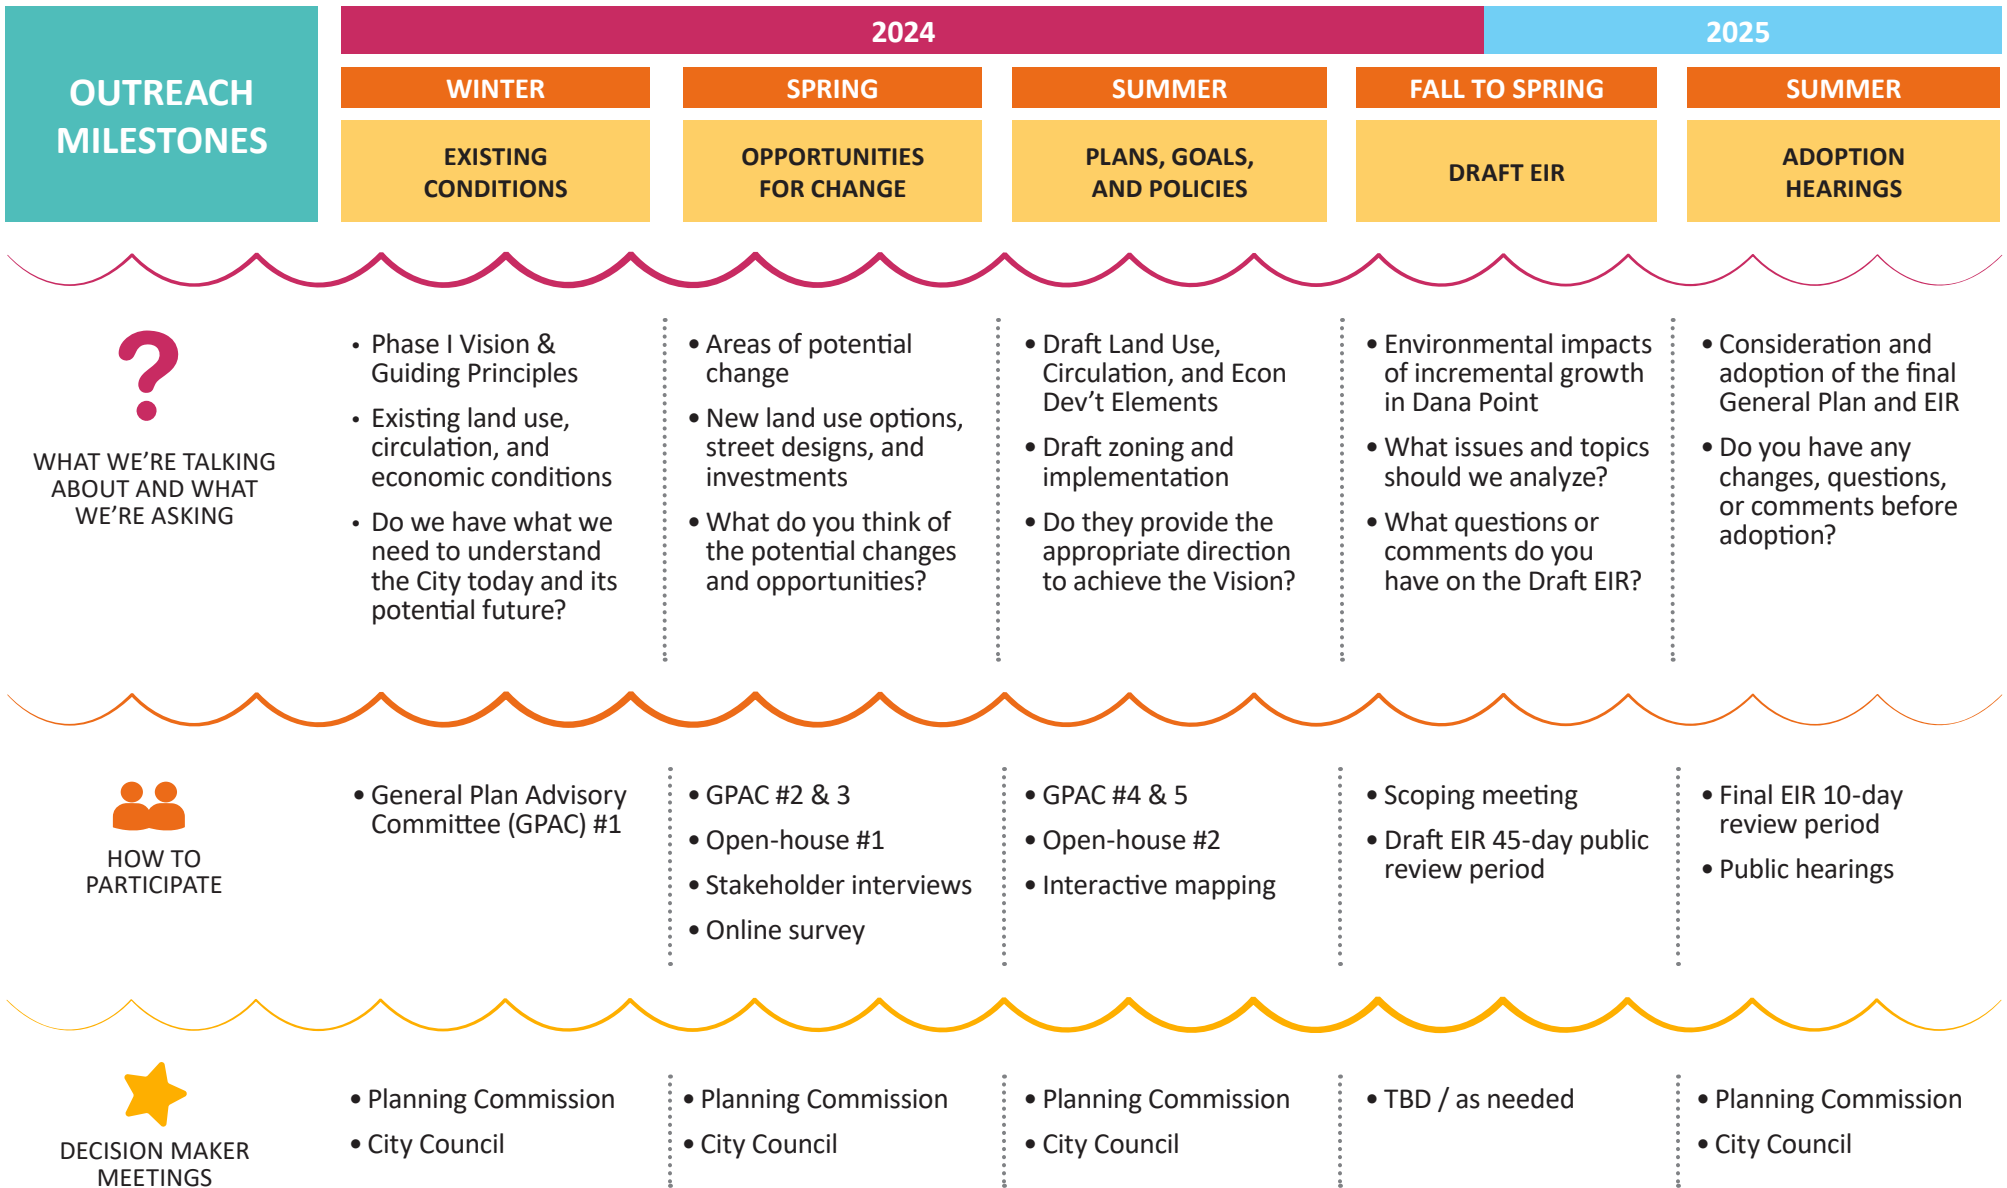 OUTREACH
MILESTONES
2024
2025
WINTER
SPRING
SUMMER
FALL TO SPRING
SUMMER
EXISTING
CONDITIONS
OPPORTUNITIES
FOR CHANGE
PLANS, GOALS,
AND POLICIES
DRAFT EIR
ADOPTION
HEARINGS
?
WHAT WE’RE TALKING
ABOUT AND WHAT
WE’RE ASKING
• Phase I Vision &
Guiding Principles
• Existing land use,
circulation, and
economic conditions
• Do we have what we
need to understand
the City today and its
potential future?
• Areas of potential
change
• New land use options,
street designs, and
investments
• What do you think of
the potential changes
and opportunities?
• Draft Land Use,
Circulation, and Econ
Dev’t Elements
• Draft zoning and
implementation
• Do they provide the
appropriate direction
to achieve the Vision?
• Environmental impacts
of incremental growth
in Dana Point
• What issues and topics
should we analyze?
• What questions or
comments do you
have on the Draft EIR?
• Consideration and
adoption of the final
General Plan and EIR
• Do you have any
changes, questions,
or comments before
adoption?
HOW TO
PARTICIPATE
• General Plan Advisory
Committee (GPAC) #1
• GPAC #2 & 3
• Open-house #1
• Stakeholder interviews
• Online survey
• GPAC #4 & 5
• Open-house #2
• Interactive mapping
• Scoping meeting
• Draft EIR 45-day public
review period
• Final EIR 10-day
review period
• Public hearings
DECISION MAKER
MEETINGS
• Planning Commission
• City Council
• Planning Commission
• City Council
• Planning Commission
• City Council
• TBD / as needed
• Planning Commission
• City Council